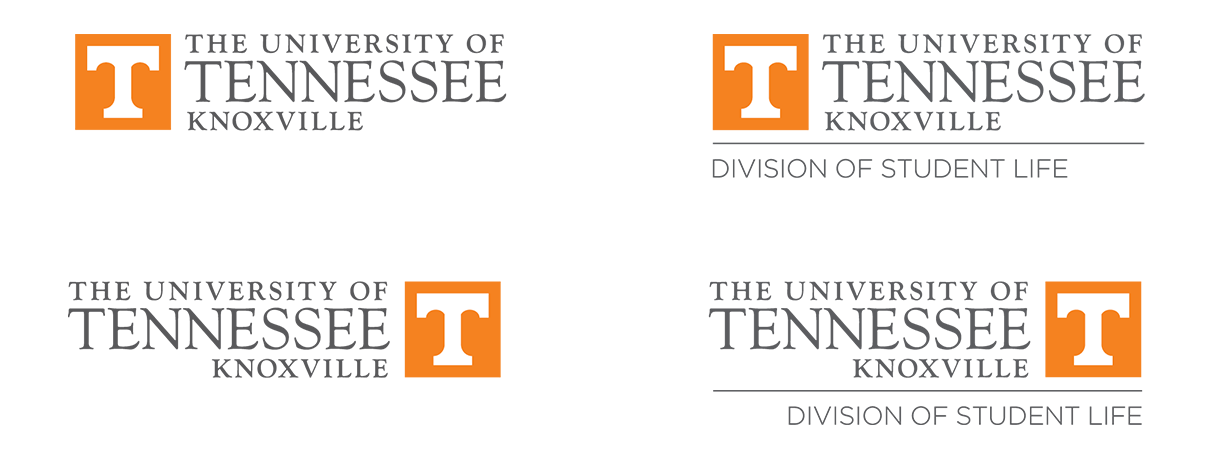 T
THE UNIVERSITY OF
TENNESSEE
KNOXVILLE
T
THE UNIVERSITY OF
TENNESSEE
KNOXVILLE
DIVISION OF STUDENT LIFE
THE UNIVERSITY OF
TENNESSEE
KNOXVILLE
T
THE UNIVERSITY OF
TENNESSEE
KNOXVILLE
T
DIVISION OF STUDENT LIFE